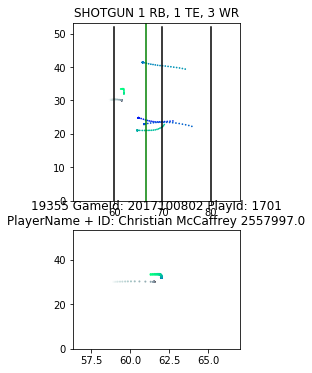 SHOTGUN 1 RB, 1 TE, 3 WR
50
40
30
20
10
0
60 70 80
19355 GameId: 2017100802 PlayId: 1701
PlayerName + ID: Christian McCaffrey 2557997.0
40
20
0
57.5 60.0 62.5 65.0